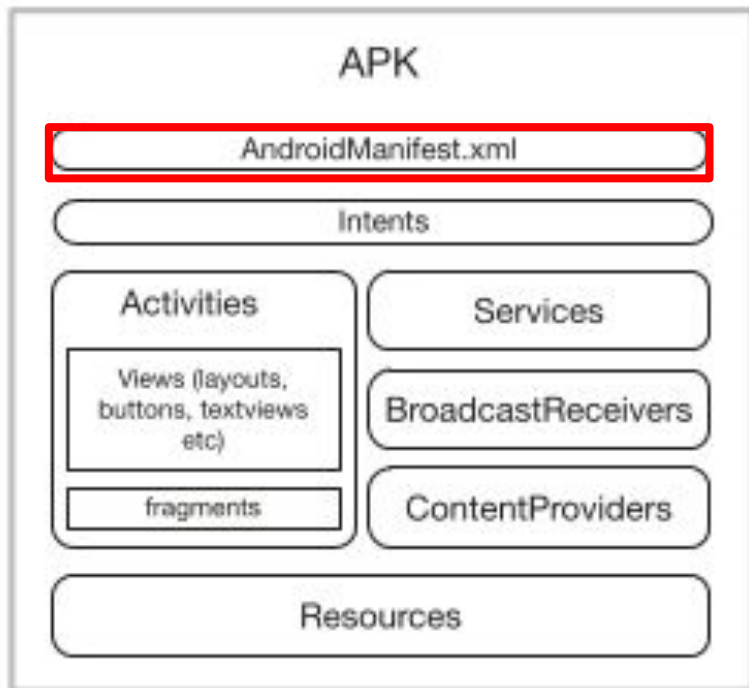 APK
AndroidManifest.xml
Intents
Activities
Views (layouts,
buttons, textviews
etc)
fragments
Services
BroadcastReceivers
ContentProviders
Resources